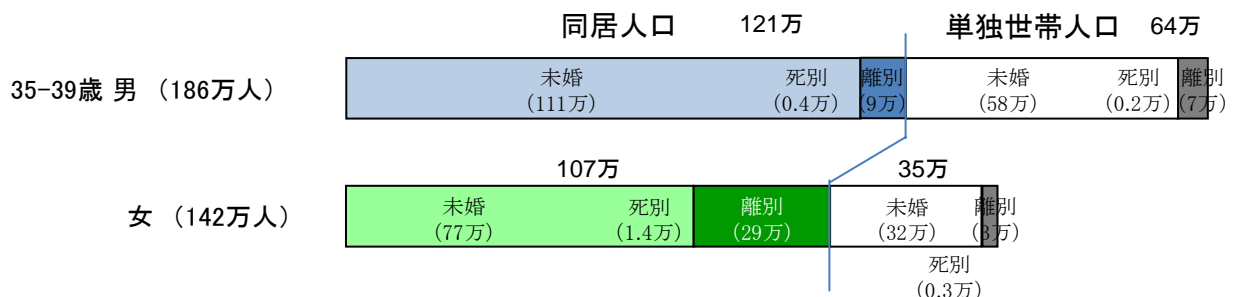 同居人口 121万 単独世帯人口 64万
35-39歳 男 (186万人)
未婚 死別 離別 未婚 死別 離別
(111万) (0.4万) (9万) (58万) (0.2万) (7万)
107万 35万
女 (142万人)
未婚 死別 離別 未婚 離別
(77万) (1.4万) (29万) (32万) (3万)
死別
(0.3万)